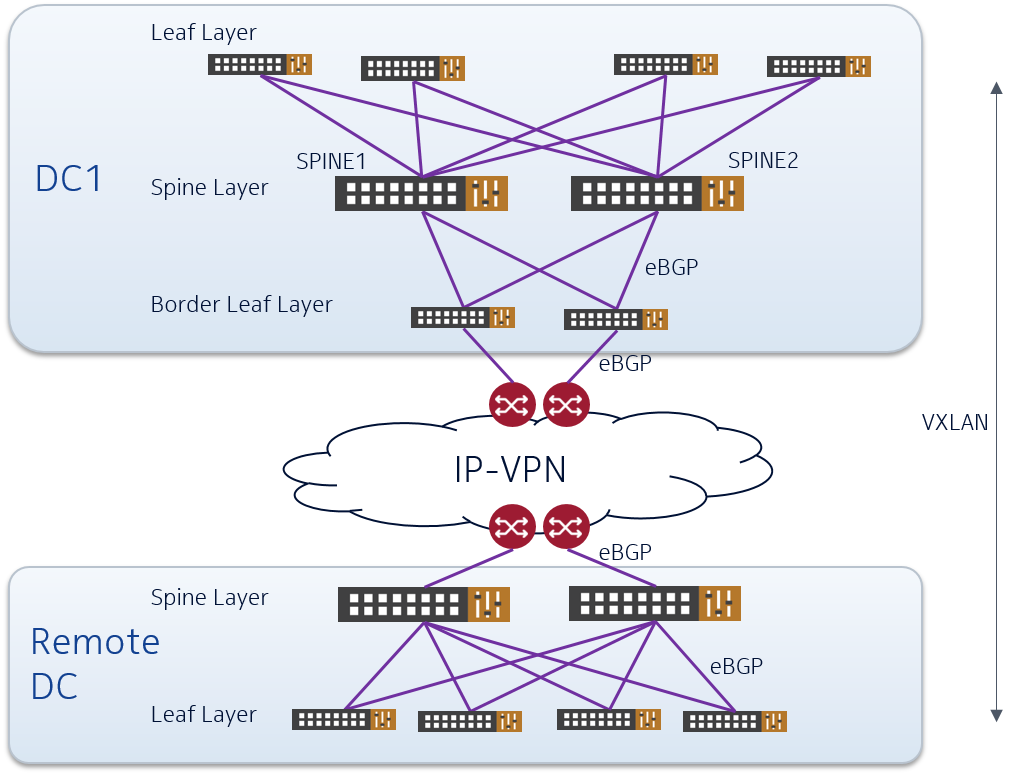 Leaf Layer
SPINE1
SPINE2
DC1
Spine Layer
eBGP
Border Leaf Layer
eBGP
VXLAN
IP-VPN
eBGP
Spine Layer
Remote
DC
eBGP
Leaf Layer